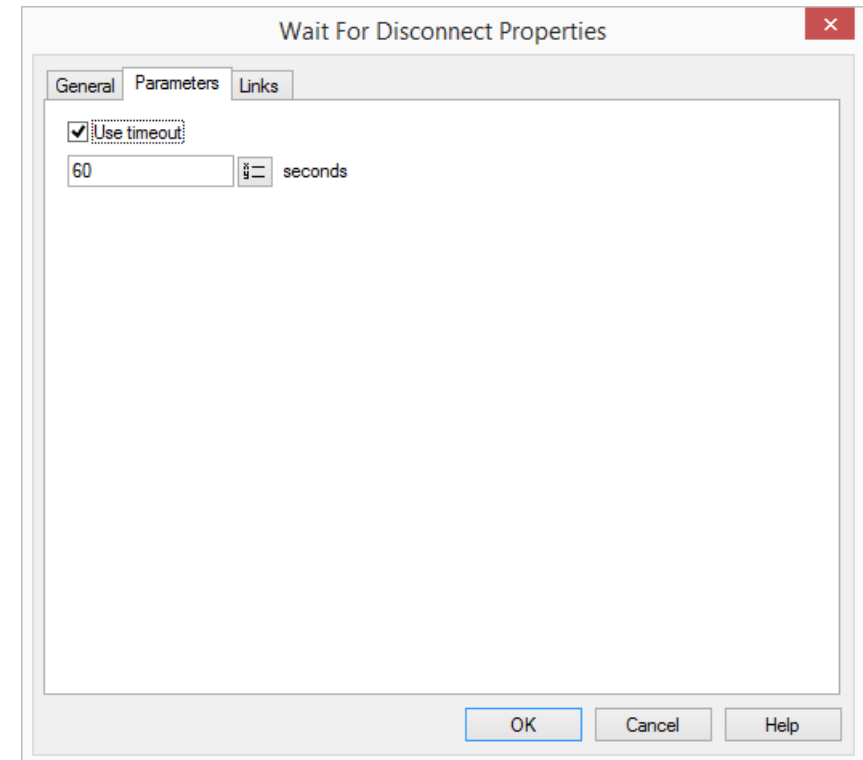 Wait For Disconnect Properties
General Parameters Links
Use timeout
60 seconds
OK Cancel Help